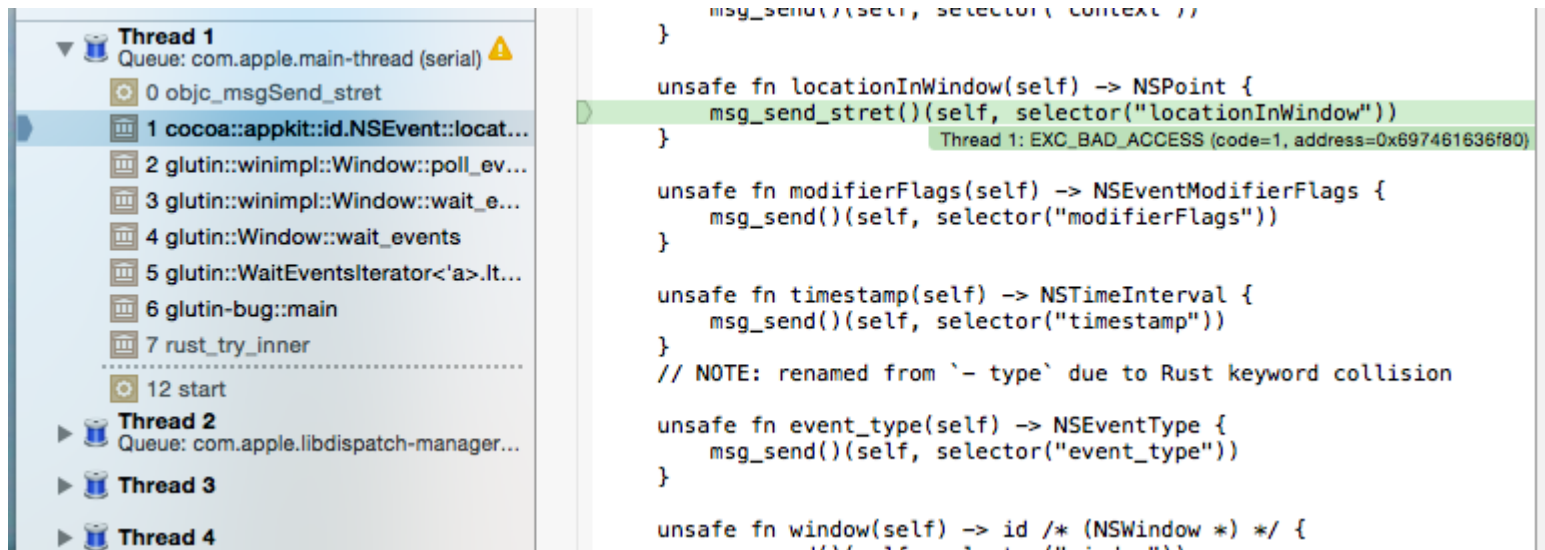 Thread 1
Queue: com.apple.main-thread (serial)
0 objc_msgSend_stret
1 cocoa::appkit::id.NSEvent::locat...
2 glutin::winimpl::Window::poll_ev...
3 glutin::winimpl::Window::wait_e...
4 glutin::Window::wait_events
5 glutin::WaitEventsIterator<'a>.It...
6 glutin-bug::main
7 rust_try_inner
12 start
Thread 2
Queue: com.apple.libdispatch-manager...
Thread 3
Thread 4
msg_send()(self, selector("context"))
}
unsafe fn locationInWindow(self) -> NSPoint {
msg_send_stret()(self, selector("locationInWindow"))
}
Thread 1: EXC_BAD_ACCESS (code=1, address=0x697461636f80)
unsafe fn modifierFlags(self) -> NSEventModifierFlags {
msg_send()(self, selector("modifierFlags"))
}
unsafe fn timestamp(self) -> NSTimeInterval {
msg_send()(self, selector("timestamp"))
}
// NOTE: renamed from `- type` due to Rust keyword collision
unsafe fn event_type(self) -> NSEventType {
msg_send()(self, selector("event_type"))
}
unsafe fn window(self) -> id /* (NSWindow *) */ {